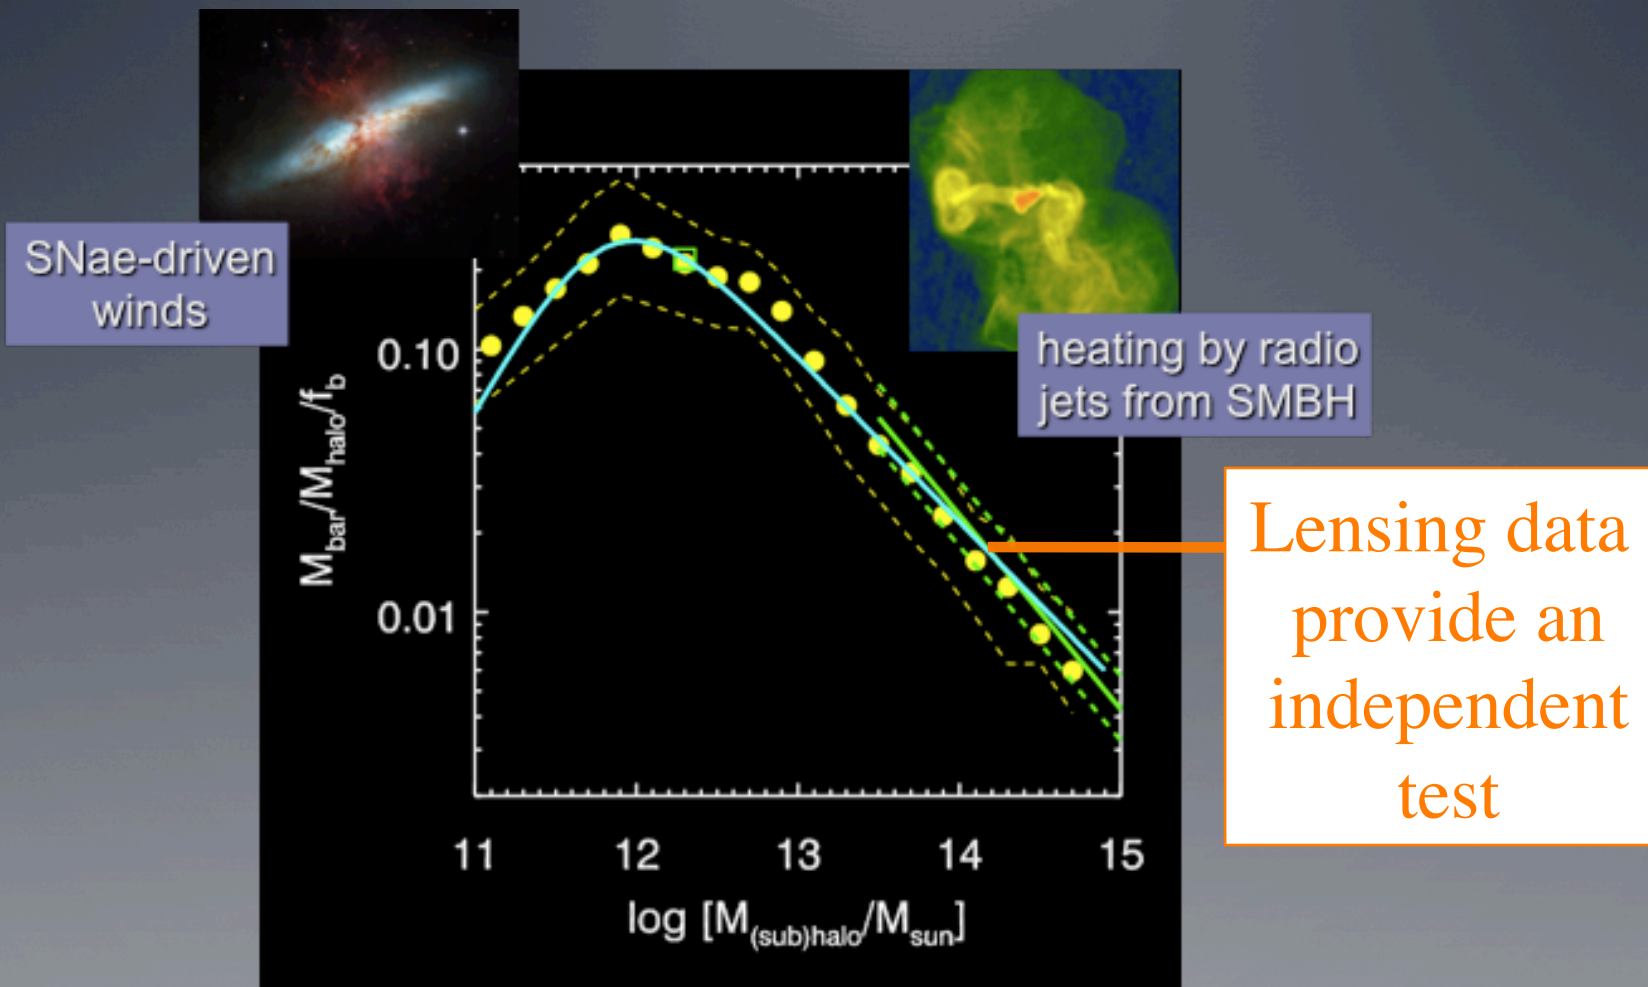 SNae-driven
winds
heating by radio
jets from SMBH
0.10
0.01
M_bar/M_halo/f_b
11 12 13 14 15
log [M_(sub)halo/M_sun]
Lensing data
provide an
independent
test